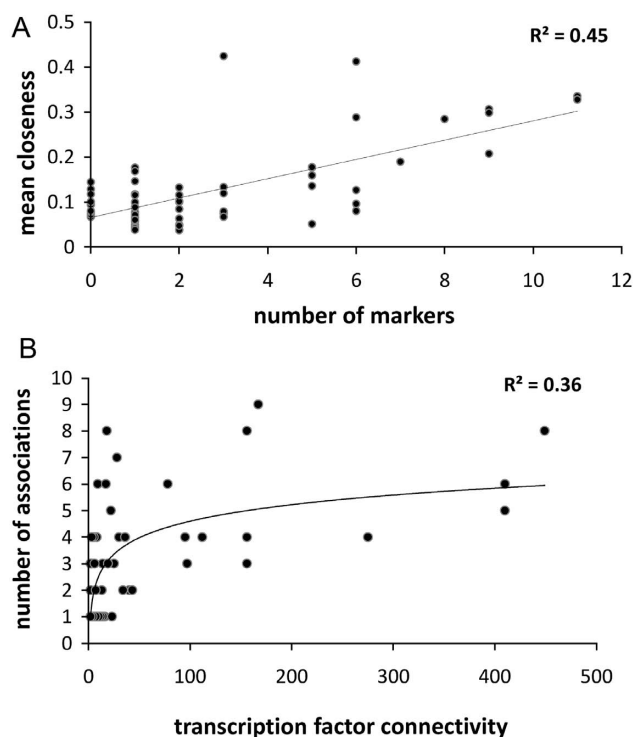 A
R² = 0.45
mean closeness
0.5
0.4
0.3
0.2
0.1
0
0 2 4 6 8 10 12
number of markers
B
R² = 0.36
number of associations
10
9
8
7
6
5
4
3
2
1
0
0 100 200 300 400 500
transcription factor connectivity